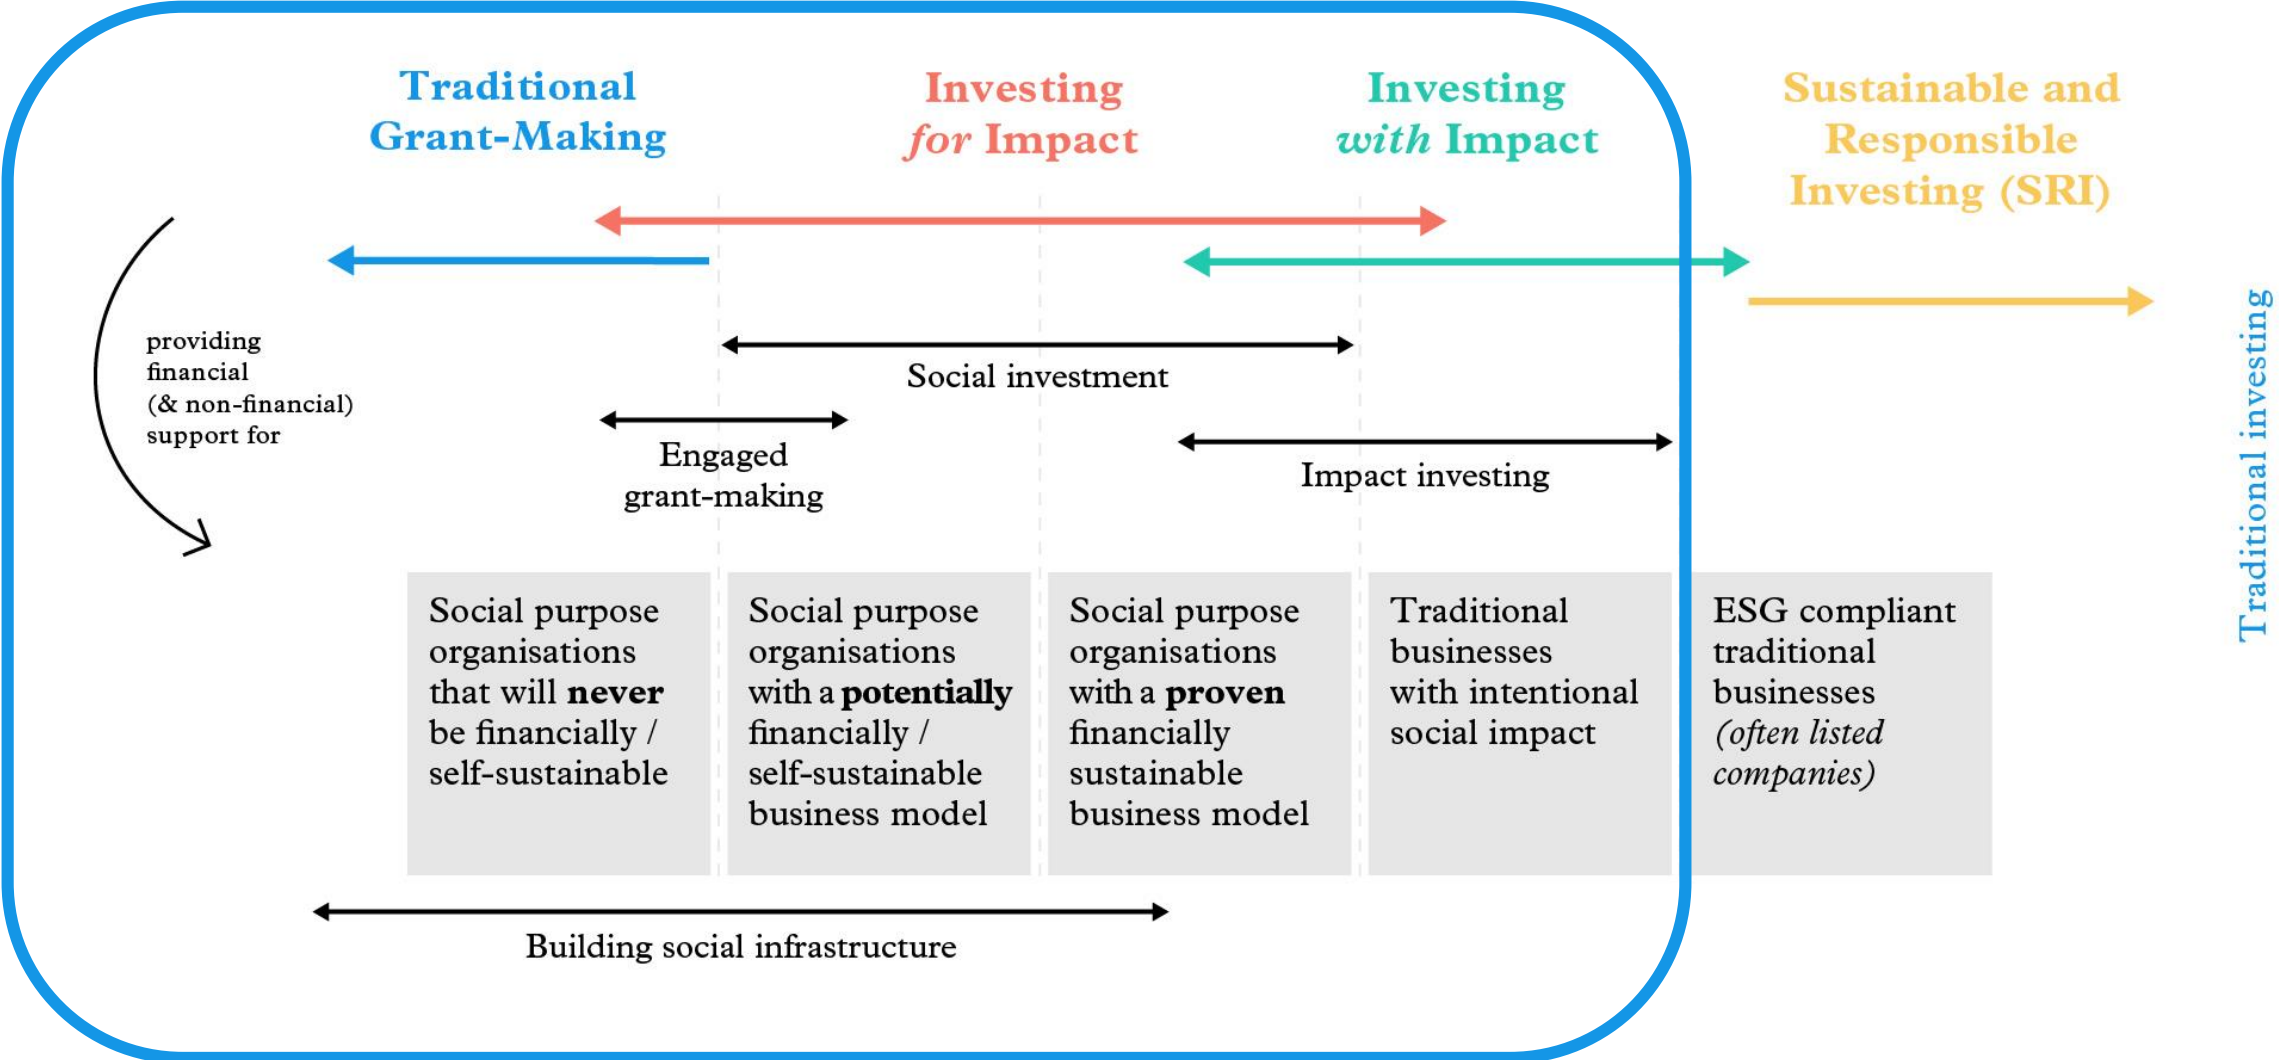 Traditional
Grant-Making
Investing
for Impact
Investing
with Impact
Sustainable and
Responsible
Investing (SRI)
providing
financial
(& non-financial)
support for
Social investment
Engaged
grant-making
Impact investing
Traditional investing
Social purpose
organisations
that will never
be financially /
self-sustainable
Social purpose
organisations
with a potentially
financially /
self-sustainable
business model
Social purpose
organisations
with a proven
financially
sustainable
business model
Traditional
businesses
with intentional
social impact
ESG compliant
traditional
businesses
(often listed
companies)
Building social infrastructure